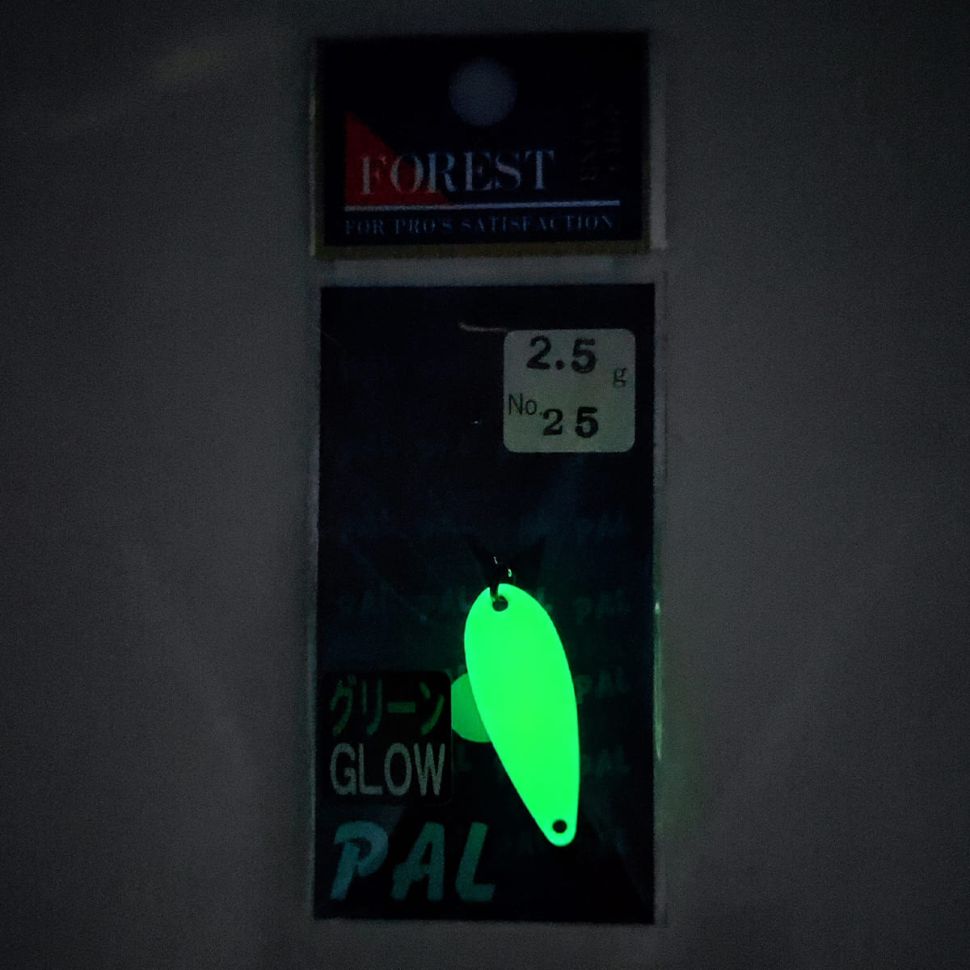 FOREST
FOR PRO'S SATISFACTION
2.5 g
No. 25
グリーン
GLOW
PAL